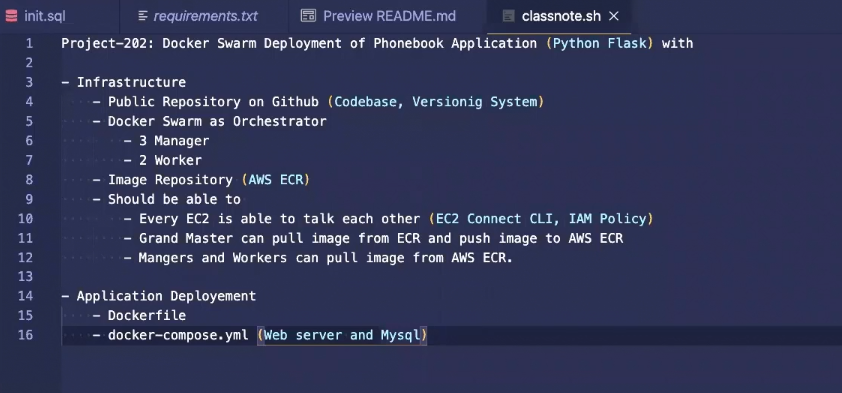 init.sql requirements.txt Preview README.md classnote.sh ×
1 Project-202: Docker Swarm Deployment of Phonebook Application (Python Flask) with
2
3 - Infrastructure
4 - Public Repository on Github (Codebase, Versionig System)
5 - Docker Swarm as Orchestrator
6 - 3 Manager
7 - 2 Worker
8 - Image Repository (AWS ECR)
9 - Should be able to
10 - Every EC2 is able to talk each other (EC2 Connect CLI, IAM Policy)
11 - Grand Master can pull image from ECR and push image to AWS ECR
12 - Mangers and Workers can pull image from AWS ECR.
13
14 - Application Deployement
15 - Dockerfile
16 - docker-compose.yml (Web server and Mysql)